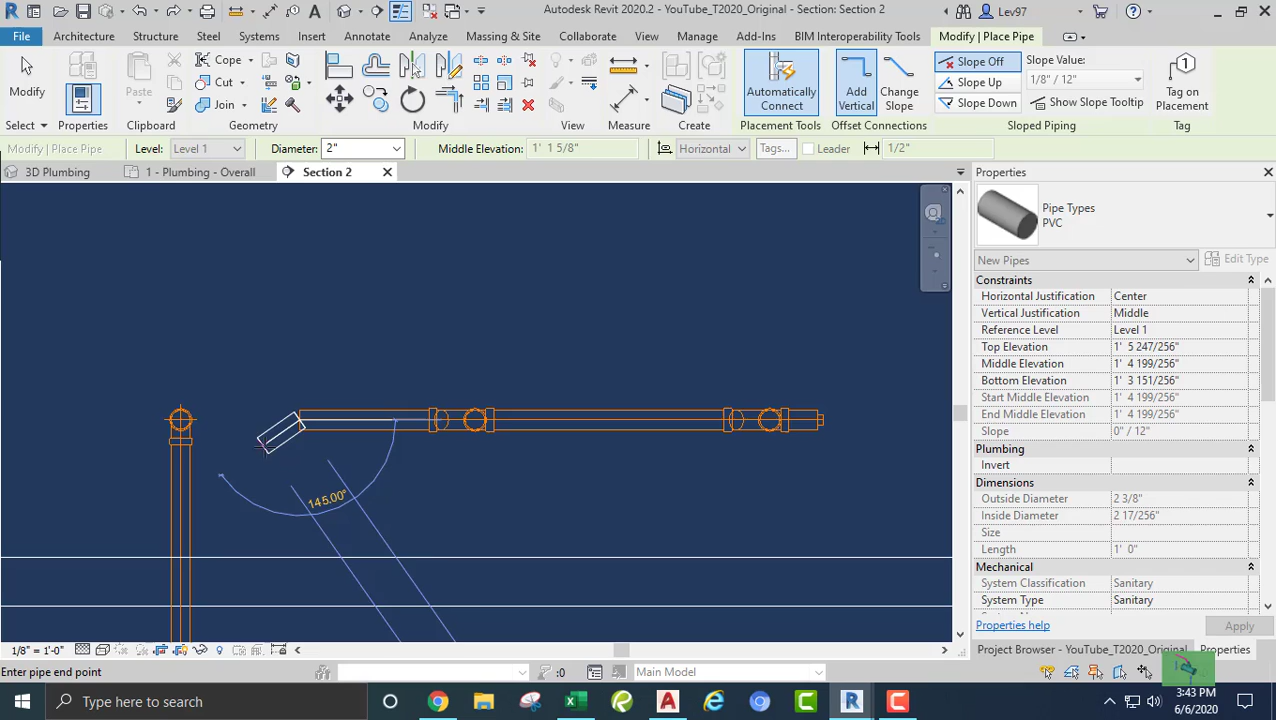 Autodesk Revit 2020.2 - YouTube_T2020_Original - Section: Section 2
Lev97
File Architecture Structure Steel Systems Insert Annotate Analyze Massing & Site Collaborate View Manage Add-Ins BIM Interoperability Tools Modify | Place Pipe
Modify
Select
Properties
Paste
Clipboard
Cope
Cut
Join
Geometry
Modify
View
Measure
Create
Automatically
Connect
Placement Tools
Add
Vertical
Change
Slope
Offset Connections
Slope Off
Slope Up
Slope Down
Slope Value:
1/8" / 12"
Show Slope Tooltip
Sloped Piping
Tag on
Placement
Tag
Modify | Place Pipe Level: Level 1 Diameter: 2" Middle Elevation: 1' 1 5/8" Horizontal Tags... Leader 1/2"
3D Plumbing 1 - Plumbing - Overall Section 2
145.00°
Properties
Pipe Types
PVC
New Pipes Edit Type
Constraints
Horizontal Justification Center
Vertical Justification Middle
Reference Level Level 1
Top Elevation 1' 5 247/256"
Middle Elevation 1' 4 199/256"
Bottom Elevation 1' 3 151/256"
Start Middle Elevation 1' 4 199/256"
End Middle Elevation 1' 4 199/256"
Slope 0" / 12"
Plumbing
Invert
Dimensions
Outside Diameter 2 3/8"
Inside Diameter 2 17/256"
Size
Length 1' 0"
Mechanical
System Classification Sanitary
System Type Sanitary
Properties help Apply
Project Browser - YouTube_T2020_Original Properties
1/8" = 1'-0"
Enter pipe end point :0 Main Model
Type here to search
3:43 PM
6/6/2020